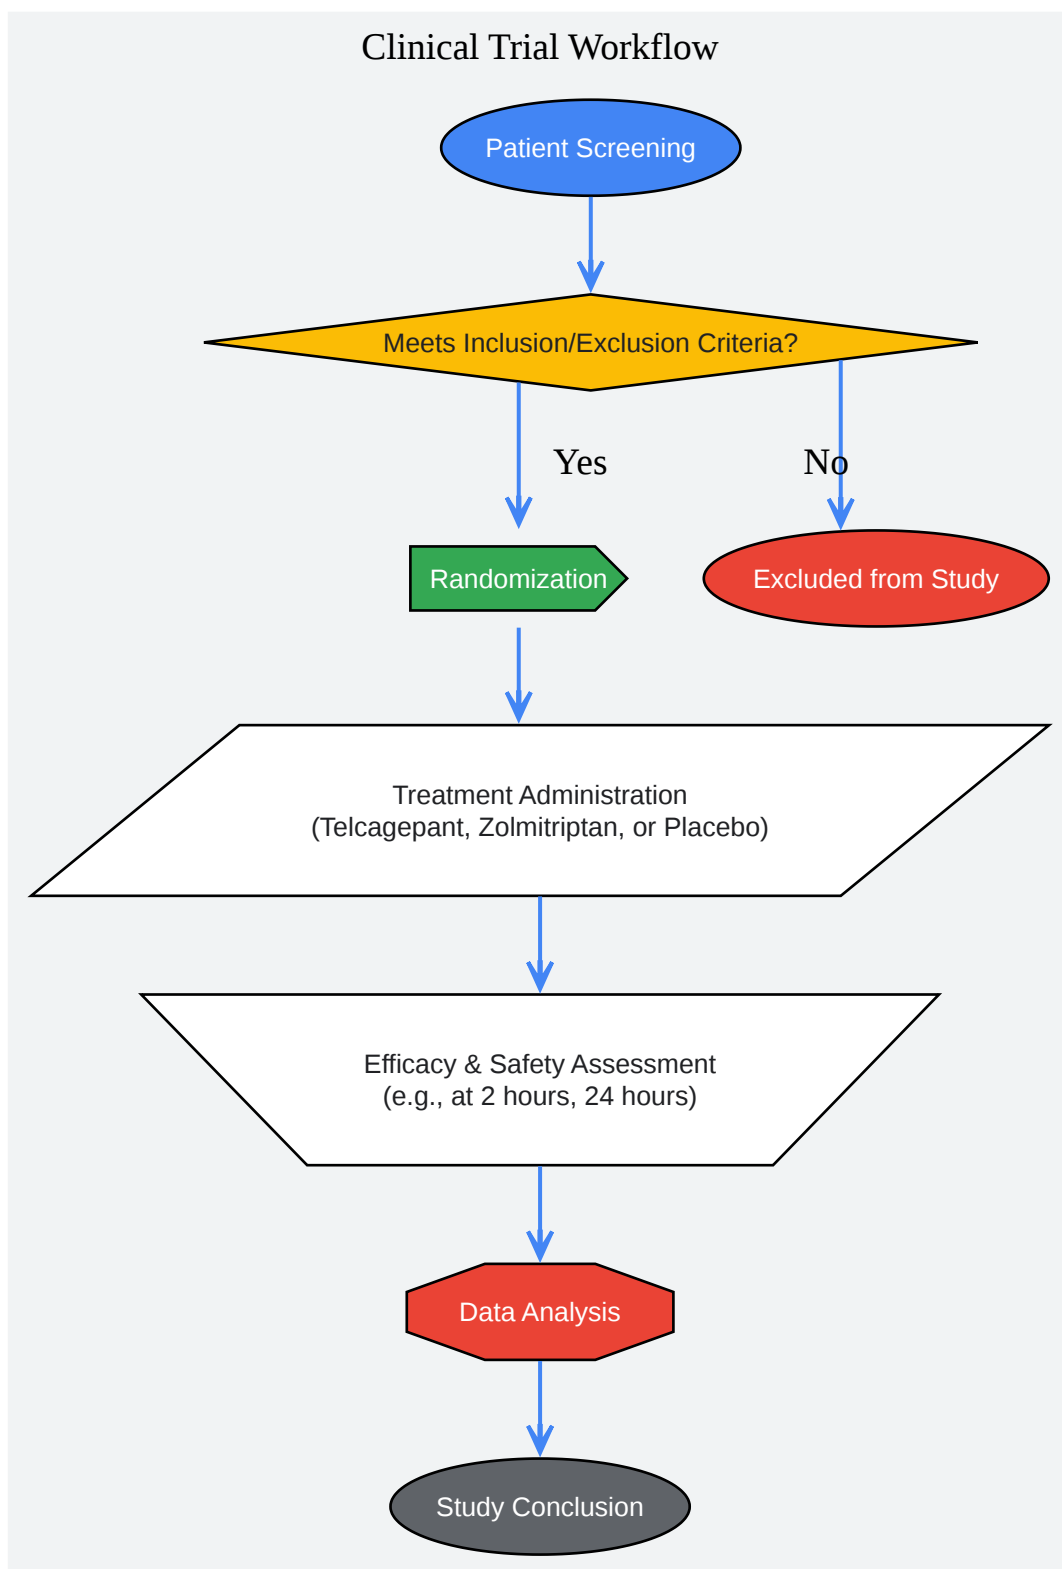 Clinical Trial Workflow
Patient Screening
Meets Inclusion/Exclusion Criteria?
Yes
No
Randomization
Excluded from Study
Treatment Administration
(Telcagepant, Zolmitriptan, or Placebo)
Efficacy & Safety Assessment
(e.g., at 2 hours, 24 hours)
Data Analysis
Study Conclusion